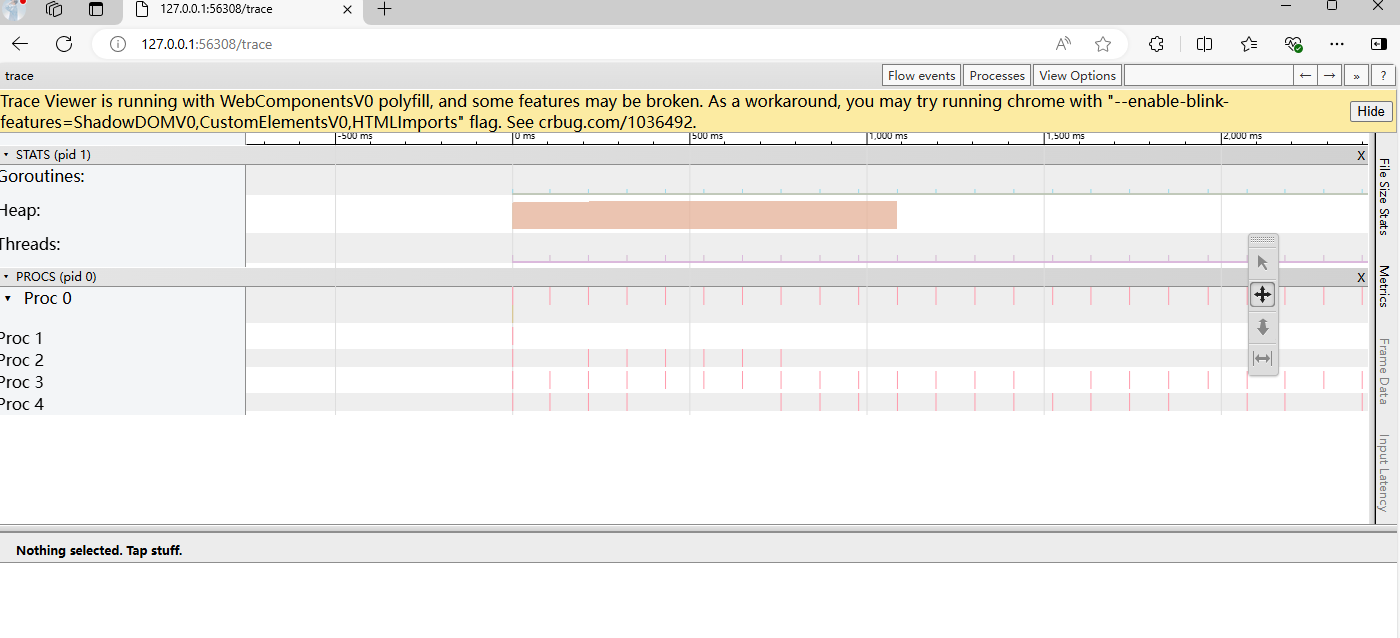 127.0.0.1:56308/trace
127.0.0.1:56308/trace
trace
Flow events
Processes
View Options
←
→
»
?
Trace Viewer is running with WebComponentsV0 polyfill, and some features may be broken. As a workaround, you may try running chrome with "--enable-blink-
features=ShadowDOMV0,CustomElementsV0,HTMLImports" flag. See crbug.com/1036492.
Hide
-500 ms
0 ms
500 ms
1,000 ms
1,500 ms
2,000 ms
STATS (pid 1)
X
Goroutines:
Heap:
Threads:
PROCS (pid 0)
X
Proc 0
Proc 1
Proc 2
Proc 3
Proc 4
File Size Stats
Metrics
Frame Data
Input Latency
Nothing selected. Tap stuff.